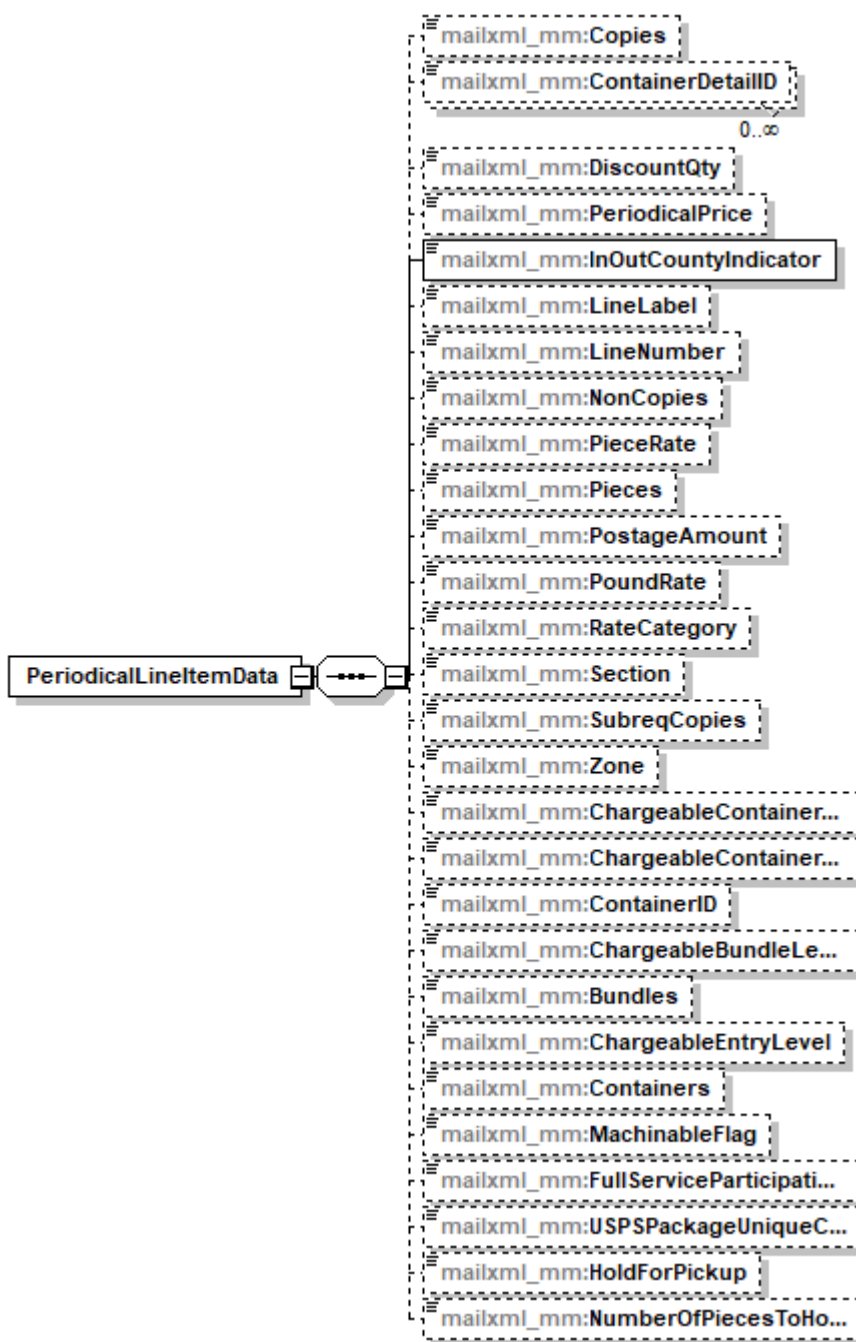 mailxml_mm:Copies
mailxml_mm:ContainerDetailID
0..∞
mailxml_mm:DiscountQty
mailxml_mm:PeriodicalPrice
mailxml_mm:InOutCountyIndicator
mailxml_mm:LineLabel
mailxml_mm:LineNumber
mailxml_mm:NonCopies
mailxml_mm:PieceRate
mailxml_mm:Pieces
mailxml_mm:PostageAmount
mailxml_mm:PoundRate
mailxml_mm:RateCategory
PeriodicalLineItemData
mailxml_mm:Section
mailxml_mm:SubreqCopies
mailxml_mm:Zone
mailxml_mm:ChargeableContainer...
mailxml_mm:ChargeableContainer...
mailxml_mm:ContainerID
mailxml_mm:ChargeableBundleLe...
mailxml_mm:Bundles
mailxml_mm:ChargeableEntryLevel
mailxml_mm:Containers
mailxml_mm:MachinableFlag
mailxml_mm:FullServiceParticipati...
mailxml_mm:USPSPackageUniqueC...
mailxml_mm:HoldForPickup
mailxml_mm:NumberOfPiecesToHo...